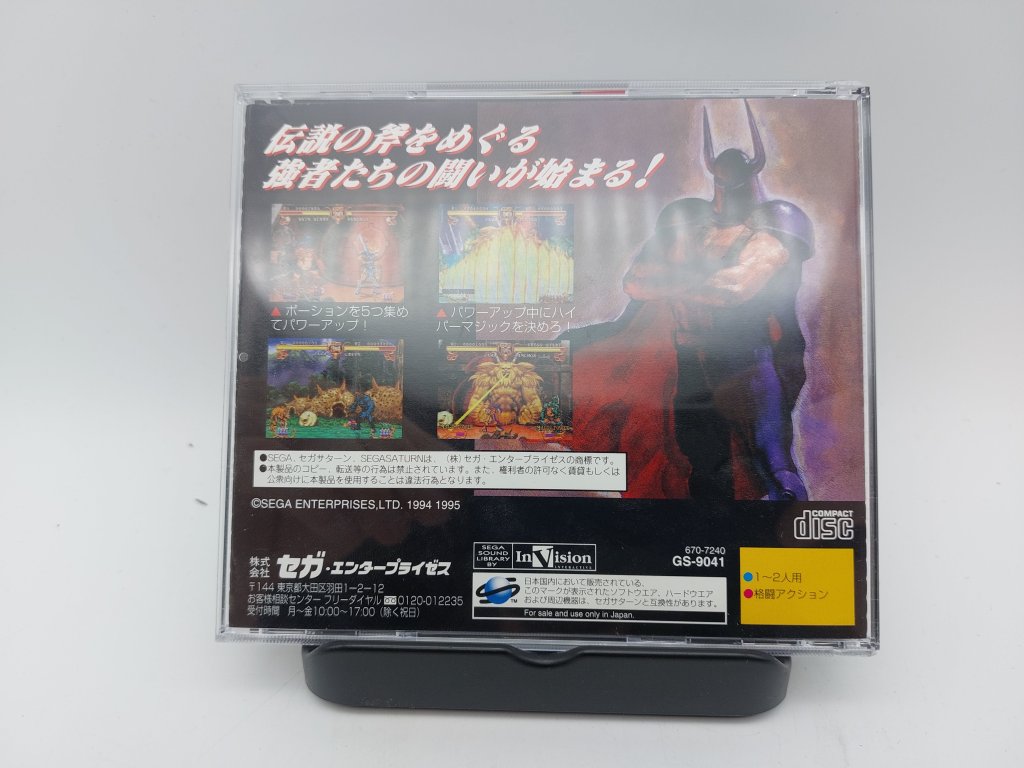 伝説の斧をめぐる
強者たちの闘いが始まる!
▲ポーションを5つ集め
てパワーアップ!
▲パワーアップ中にハイ
パーマジックを決めろ!
●SEGA、セガサターン、SEGASATURNは、(株)セガ・エンタープライゼスの商標です。
●本製品のコピー、転送等の行為は禁止されています。また、権利者の許可なく賃貸もしくは
公衆向けに本製品を使用することは違法行為となります。
©SEGA ENTERPRISES,LTD. 1994 1995
COMPACT
disc
株式会社 セガ・エンタープライゼス
〒144 東京都大田区羽田1-2-12
お客様相談センター フリーダイヤル 0120-012235
受付時間 月〜金10:00〜17:00(除く祝日)
SEGA
SOUND
LIBRARY
BY
InVision
INTERACTIVE
670-7240
GS-9041
日本国内において販売されている、
このマークが表示されたソフトウエア、ハードウエア
および周辺機器は、セガサターンと互換性があります。
TM
For sale and use only in Japan.
●1〜2人用
●格闘アクション